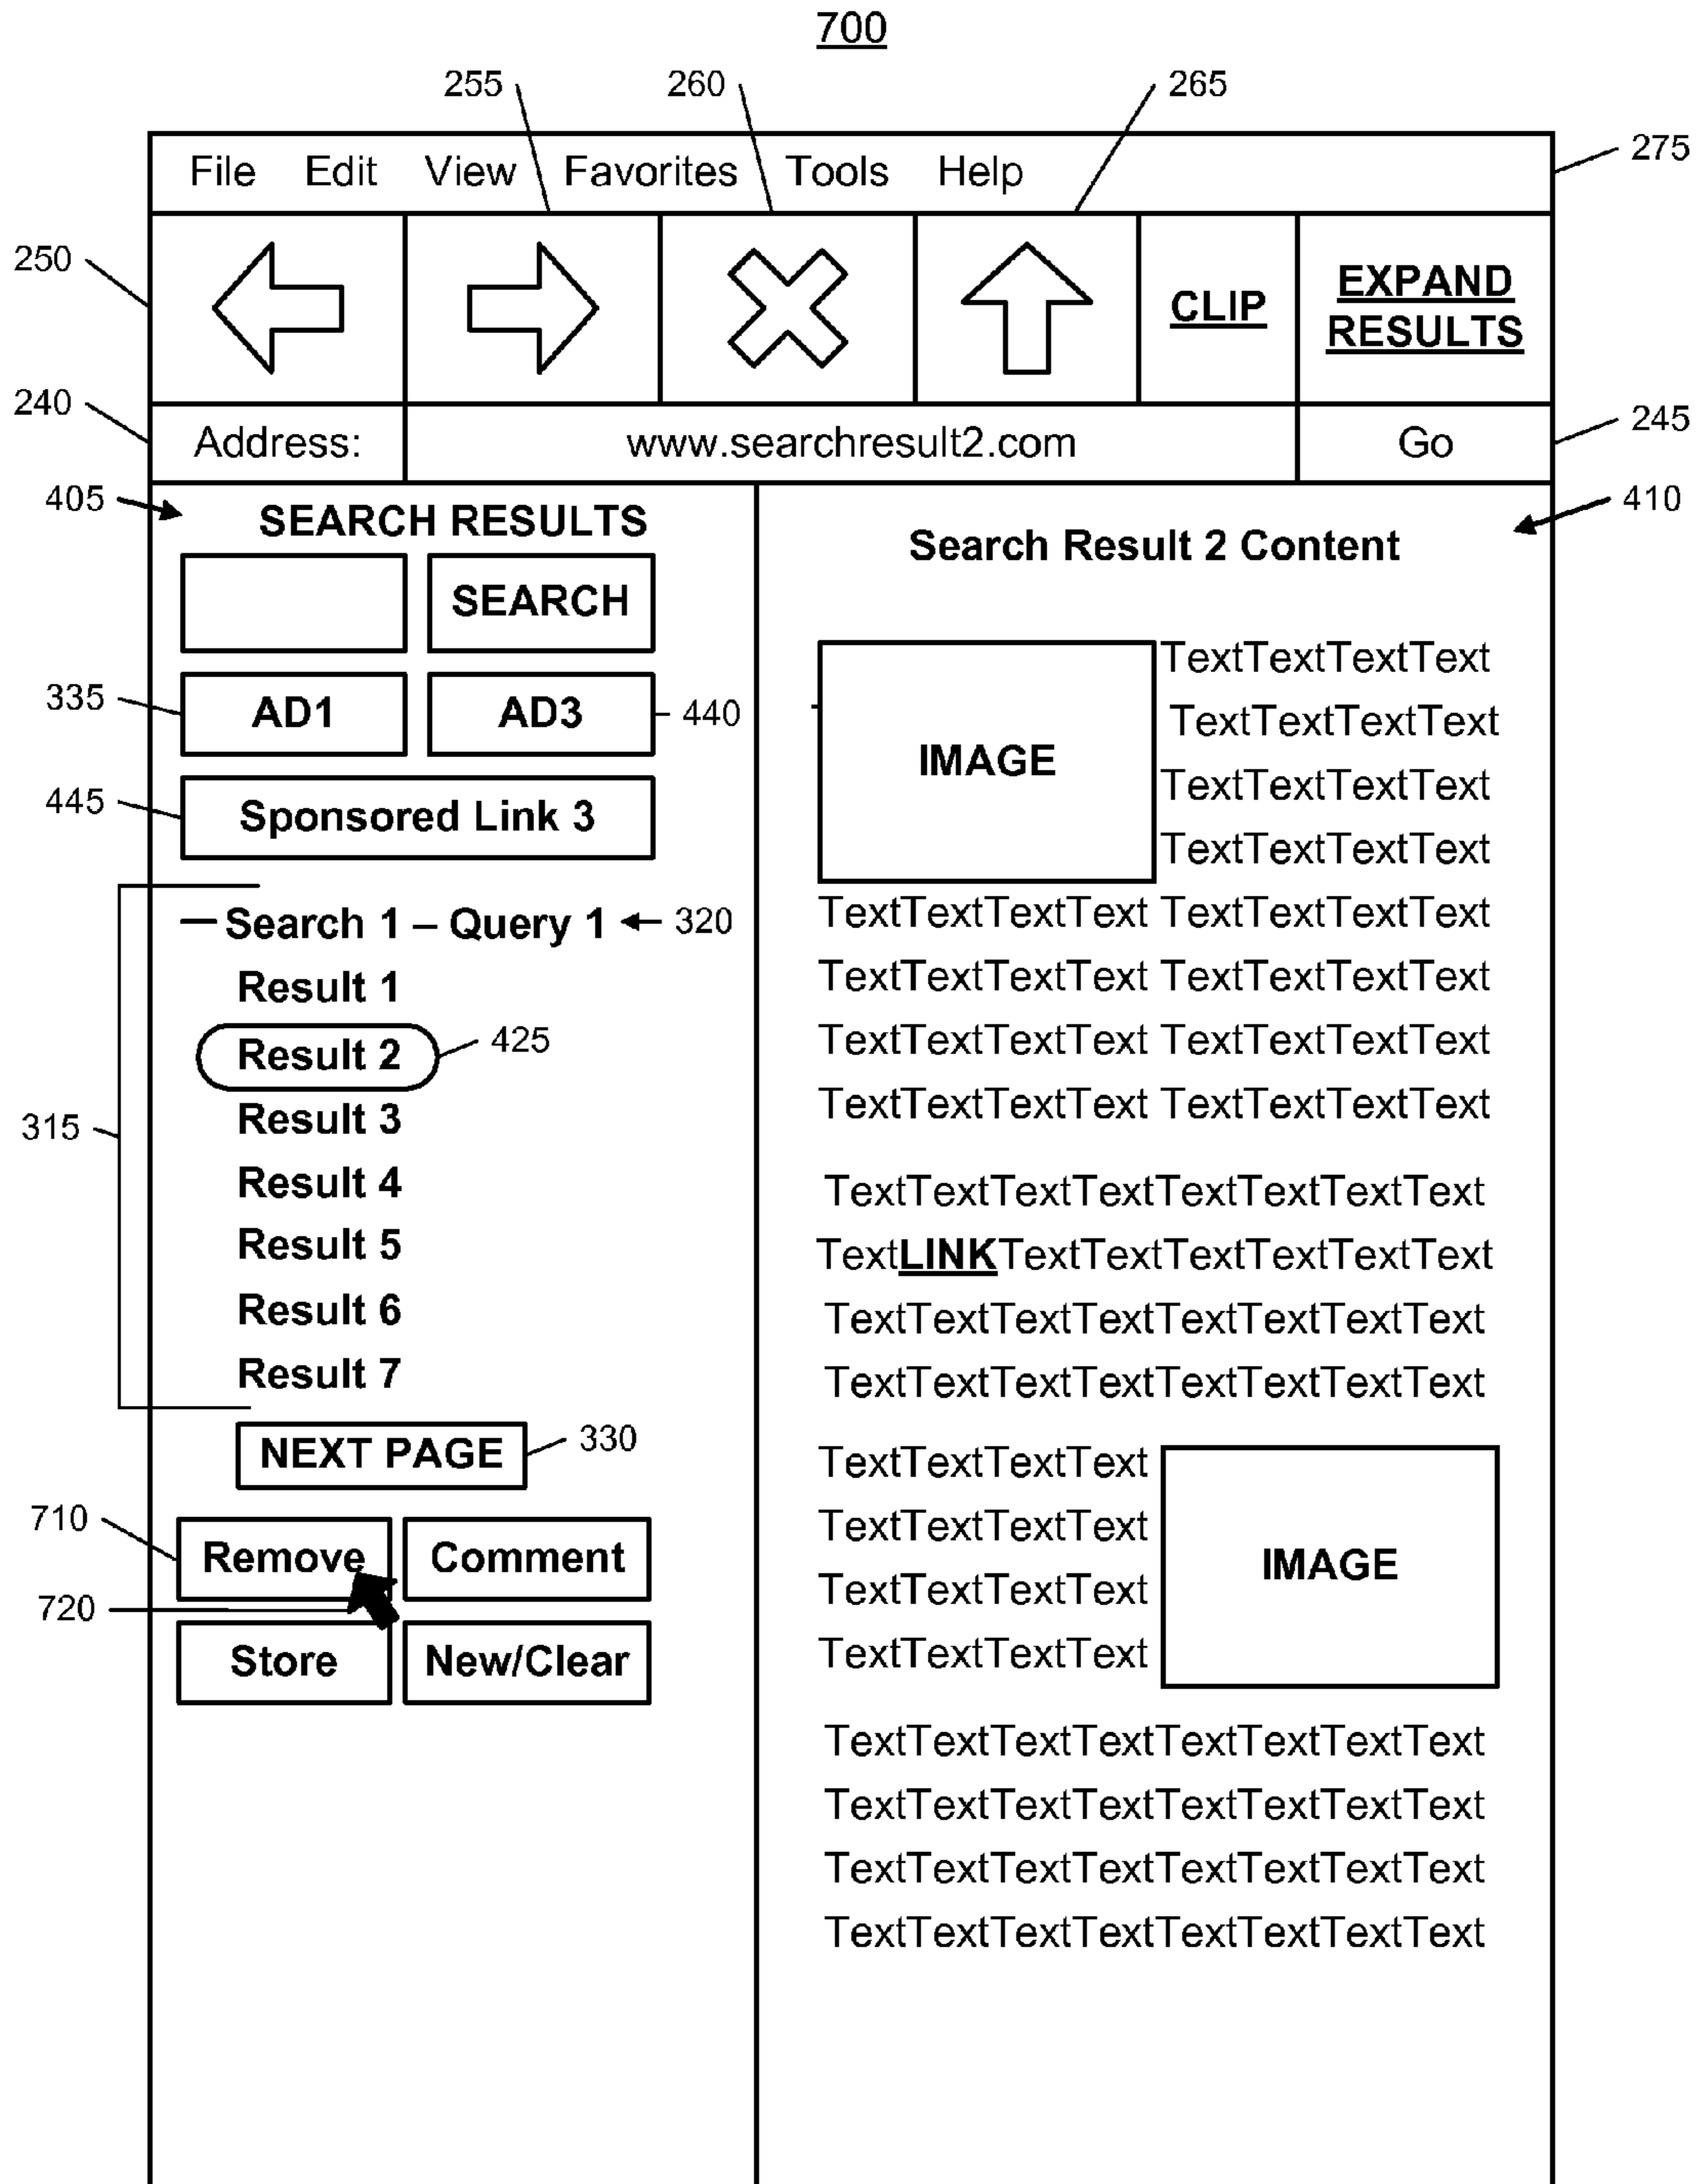 700
255 260 265
File Edit View Favorites Tools Help 275
250 CLIP EXPAND
RESULTS
240 Address: www.searchresult2.com Go 245
405 SEARCH RESULTS
SEARCH
335 AD1 AD3 440
445 Sponsored Link 3
— Search 1 – Query 1 320
Result 1
Result 2 425
315 Result 3
Result 4
Result 5
Result 6
Result 7
NEXT PAGE 330
710 Remove Comment
720
Store New/Clear
410
Search Result 2 Content
IMAGE
TextTextTextText
TextTextTextText
TextTextTextText
TextTextTextText
TextTextTextText TextTextTextText
TextTextTextText TextTextTextText
TextTextTextText TextTextTextText
TextTextTextText TextTextTextText
TextTextTextTextTextTextTextText
TextLINKTextTextTextTextTextText
TextTextTextTextTextTextTextText
TextTextTextTextTextTextTextText
TextTextTextText
TextTextTextText
TextTextTextText
TextTextTextText
IMAGE
TextTextTextTextTextTextTextText
TextTextTextTextTextTextTextText
TextTextTextTextTextTextTextText
TextTextTextTextTextTextTextText